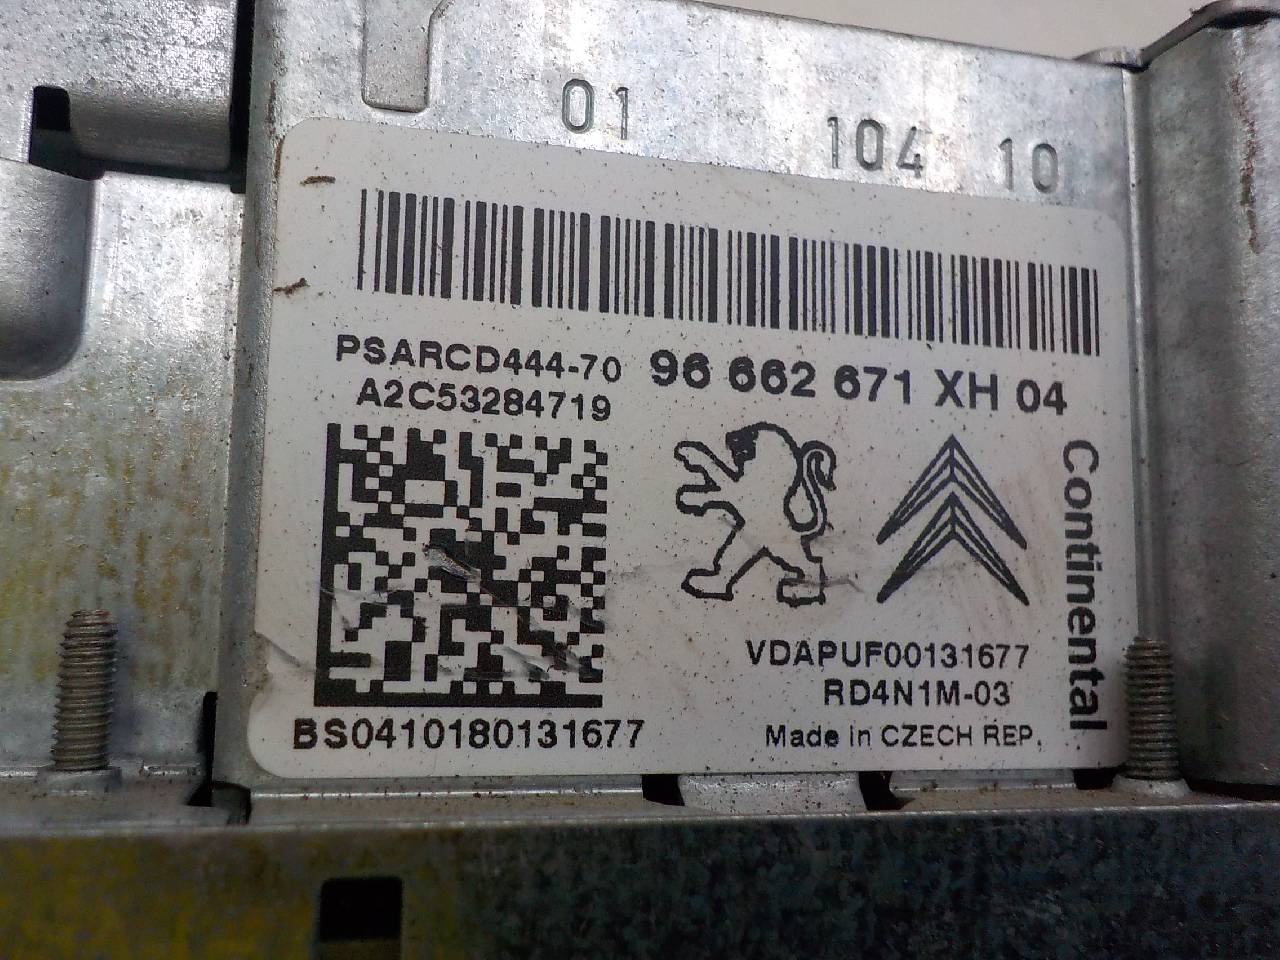 01 104 10
PSARCD444-70 96 662 671 XH 04
A2C53284719
Continental
VDAPUF00131677
RD4N1M-03
BS0410180131677
Made in CZECH REP.